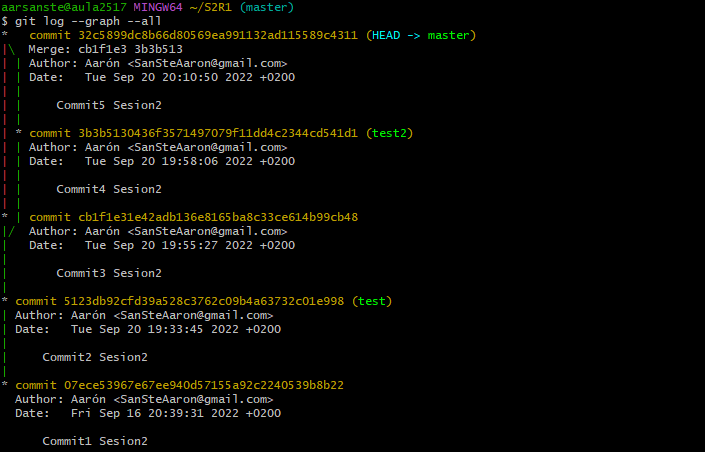 aarsanste@aula2517 MINGW64 ~/S2R1 (master)
$ git log --graph --all
*   commit 32c5899dc8b66d80569ea991132ad115589c4311 (HEAD -> master)
|\  Merge: cb1f1e3 3b3b513
| | Author: Aarón <SanSteAaron@gmail.com>
| | Date:   Tue Sep 20 20:10:50 2022 +0200
| |
| |     Commit5 Sesion2
| |
| * commit 3b3b5130436f3571497079f11dd4c2344cd541d1 (test2)
| | Author: Aarón <SanSteAaron@gmail.com>
| | Date:   Tue Sep 20 19:58:06 2022 +0200
| |
| |     Commit4 Sesion2
| |
* | commit cb1f1e31e42adb136e8165ba8c33ce614b99cb48
|/  Author: Aarón <SanSteAaron@gmail.com>
|   Date:   Tue Sep 20 19:55:27 2022 +0200
|
|       Commit3 Sesion2
|
* commit 5123db92cfd39a528c3762c09b4a63732c01e998 (test)
| Author: Aarón <SanSteAaron@gmail.com>
| Date:   Tue Sep 20 19:33:45 2022 +0200
|
|     Commit2 Sesion2
|
* commit 07ece53967e67ee940d57155a92c2240539b8b22
  Author: Aarón <SanSteAaron@gmail.com>
  Date:   Fri Sep 16 20:39:31 2022 +0200

      Commit1 Sesion2